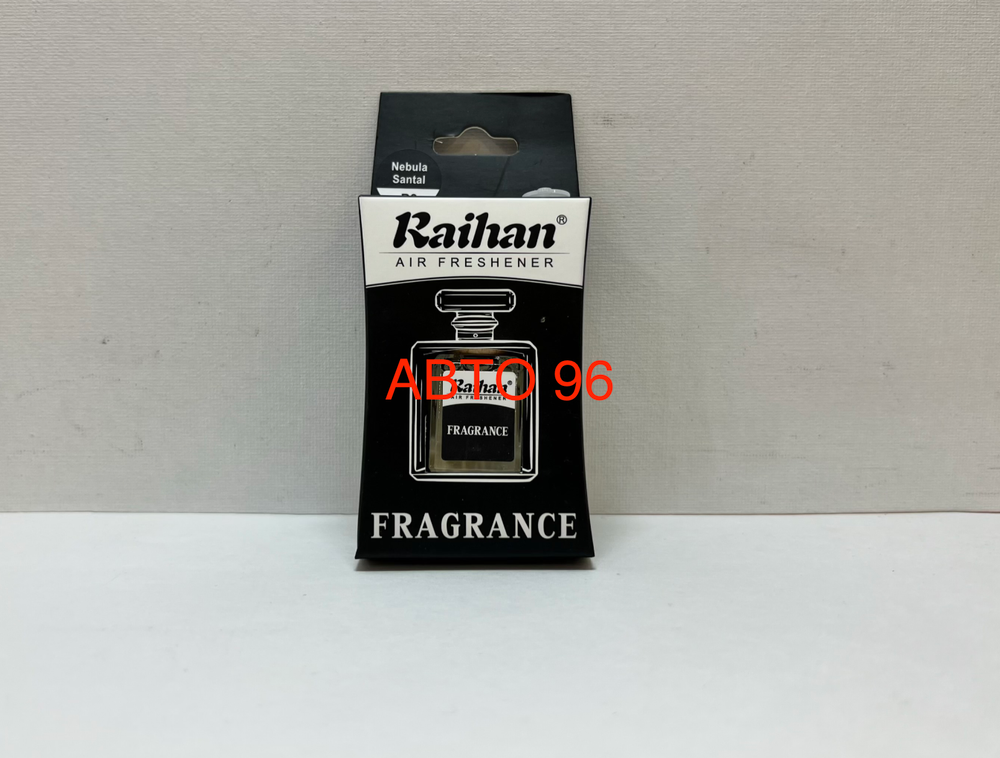 Nebula
Santal
Raihan®
AIR FRESHENER
АВТО 96
Raihan®
AIR FRESHENER
FRAGRANCE
FRAGRANCE